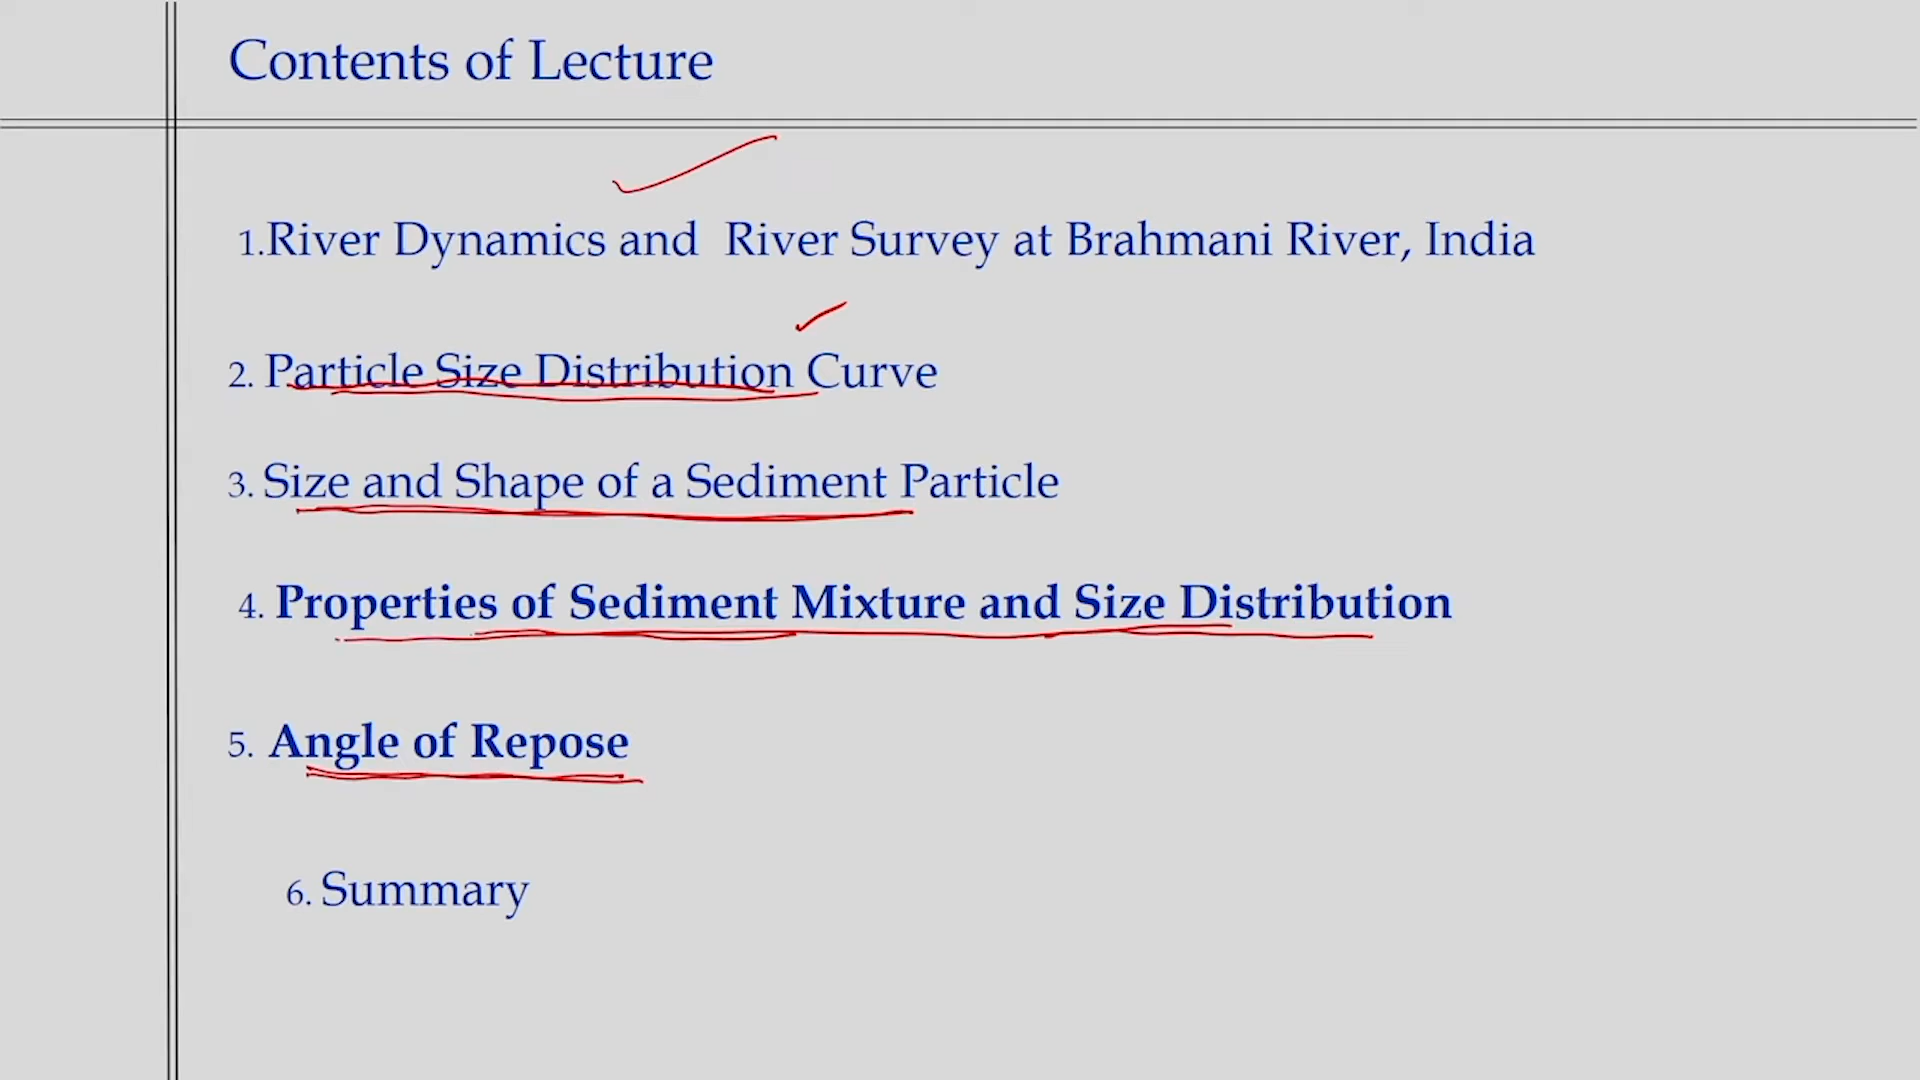 Contents of Lecture
1.River Dynamics and River Survey at Brahmani River, India
2. Particle Size Distribution Curve
3. Size and Shape of a Sediment Particle
4. Properties of Sediment Mixture and Size Distribution
5. Angle of Repose
6. Summary